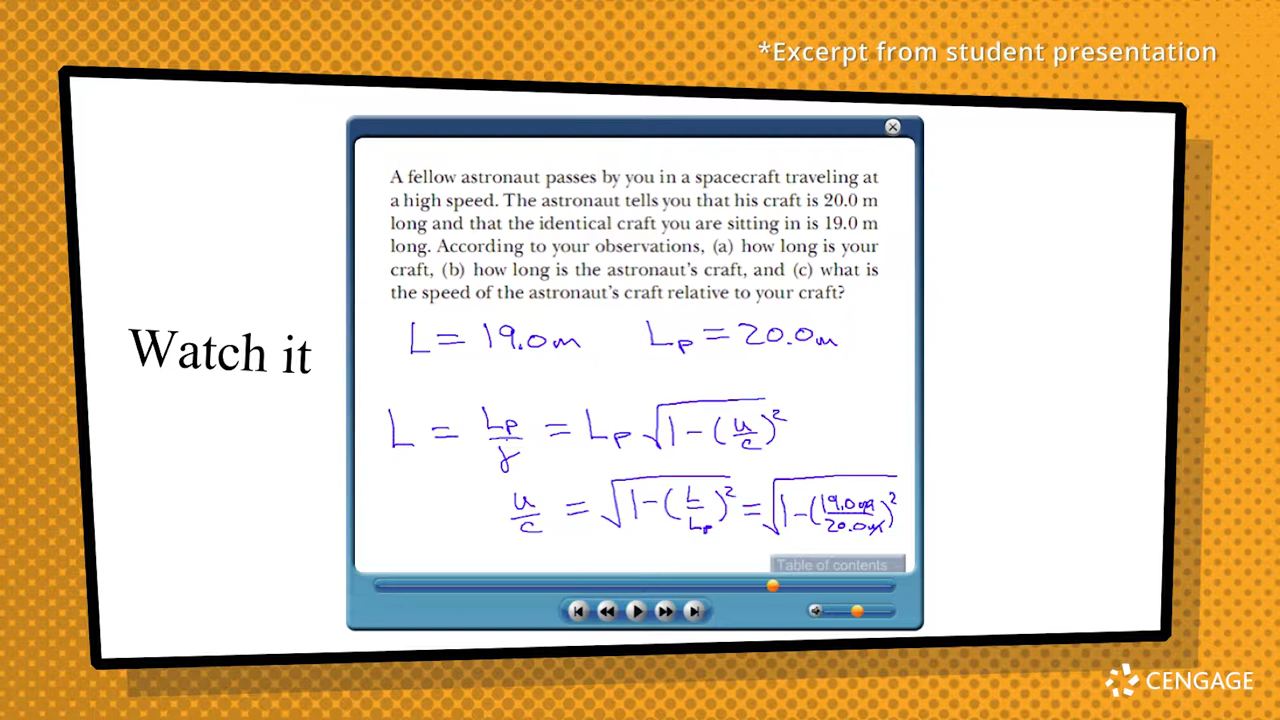 *Excerpt from student presentation
A fellow astronaut passes by you in a spacecraft traveling at
a high speed. The astronaut tells you that his craft is 20.0 m
long and that the identical craft you are sitting in is 19.0 m
long. According to your observations, (a) how long is your
craft, (b) how long is the astronaut's craft, and (c) what is
the speed of the astronaut's craft relative to your craft?
L = 19.0m Lp = 20.0m
Watch it
L = Lp/γ = Lp √(1-(u/c)²)
u/c = √(1-(L/Lp)²) = √(1-(19.0m/20.0m)²)
Table of contents
CENGAGE